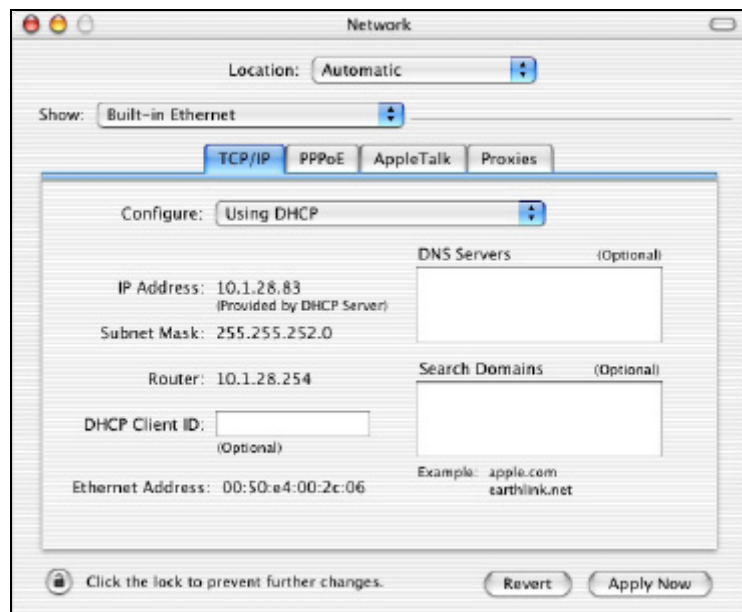 Network
Location: Automatic
Show: Built-in Ethernet
TCP/IP PPPoE AppleTalk Proxies
Configure: Using DHCP
DNS Servers (Optional)
IP Address: 10.1.28.83
(Provided by DHCP Server)
Subnet Mask: 255.255.252.0
Router: 10.1.28.254
Search Domains (Optional)
DHCP Client ID:
(Optional)
Example: apple.com
earthlink.net
Ethernet Address: 00:50:e4:00:2c:06
Click the lock to prevent further changes.
Revert Apply Now